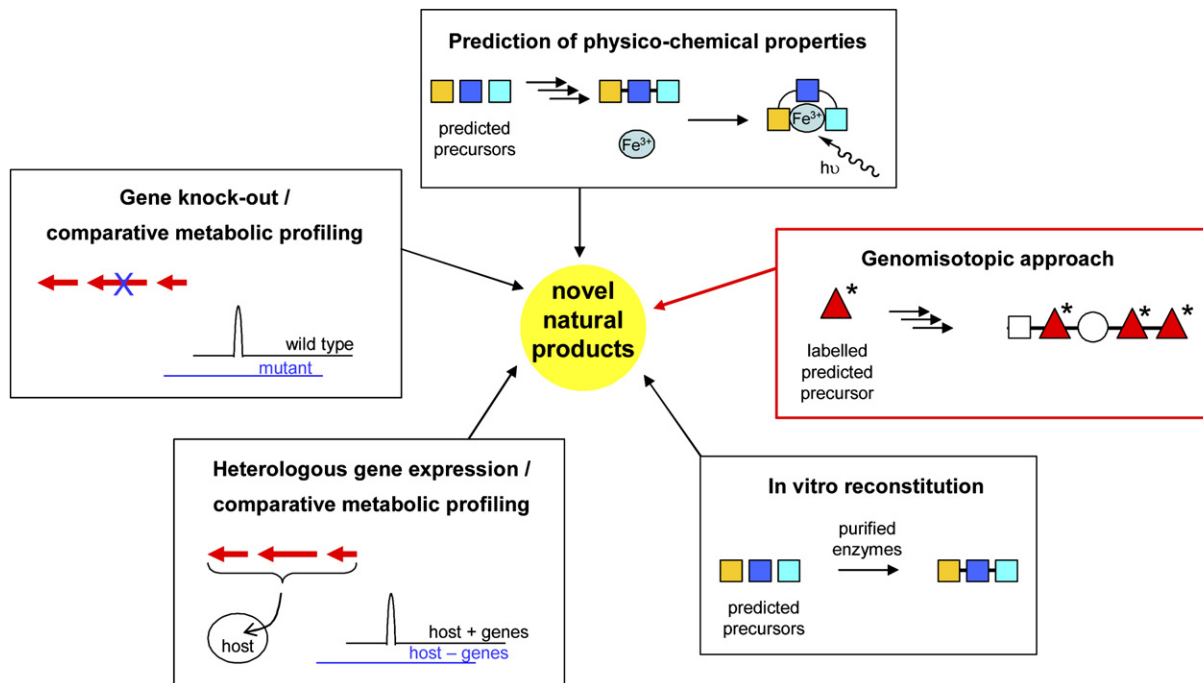 Prediction of physico-chemical properties
predicted
precursors
Fe³⁺
Fe³⁺
hυ
Gene knock-out /
comparative metabolic profiling
X
wild type
mutant
novel
natural
products
Genomisotopic approach
*
* * *
labelled
predicted
precursor
Heterologous gene expression /
comparative metabolic profiling
host
host + genes
host – genes
In vitro reconstitution
purified
enzymes
predicted
precursors